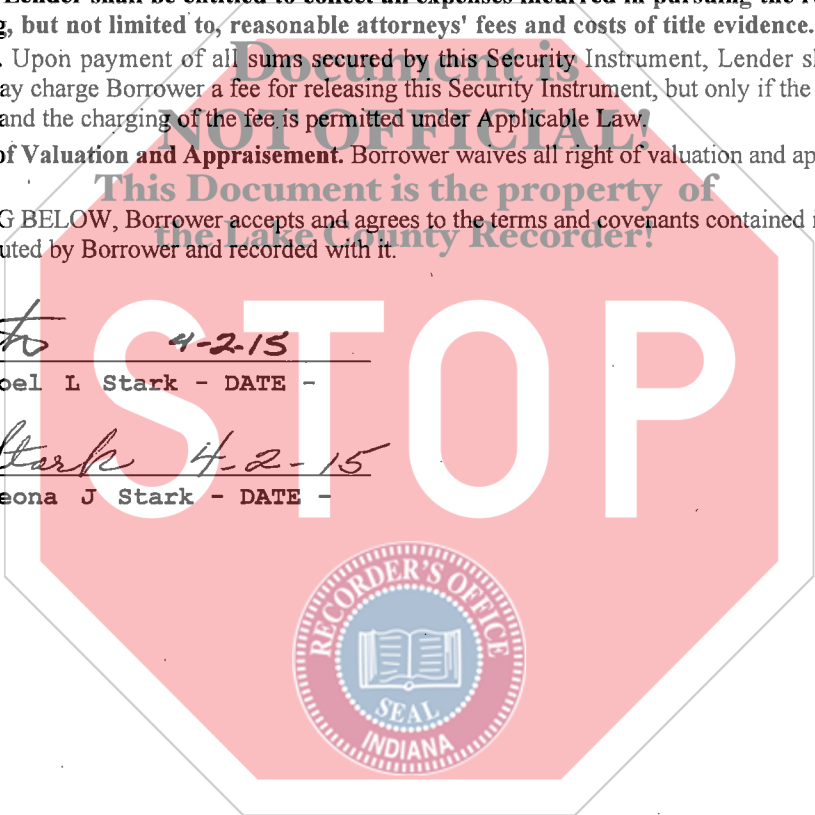 Lender shall be entitled to collect all expenses incurred in pursuing the
, but not limited to, reasonable attorneys' fees and costs of title evidence.
. Upon payment of all sums secured by this Security Instrument, Lender
ay charge Borrower a fee for releasing this Security Instrument, but only if the
and the charging of the fee is permitted under Applicable Law.
of Valuation and Appraisement. Borrower waives all right of valuation and ap
G BELOW, Borrower accepts and agrees to the terms and covenants contained i
uted by Borrower and recorded with it.
Document is
NOT OFFICIAL!
This Document is the property of
the Lake County Recorder!
STOP
4-2-15
oel L Stark - DATE -
Stark 4-2-15
eona J Stark - DATE -
RECORDER'S OFFICE
SEAL
INDIANA